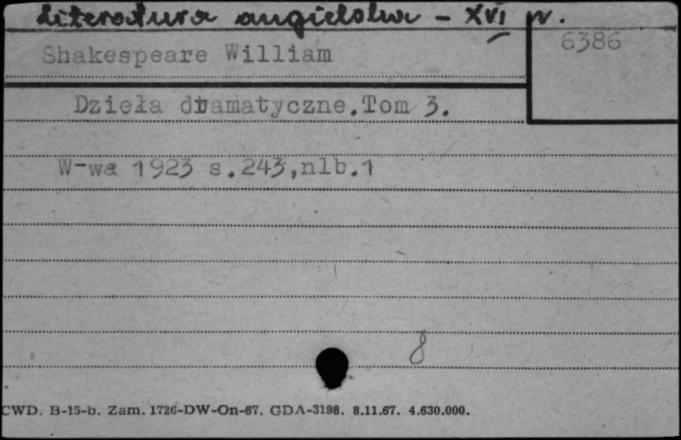 Literatura angielska - XVI w.
6386
Shakespeare William
Dzieła dramatyczne.Tom 3.
W-wa 1923 s.243,nlb.1
8
CWD. B-15-b. Zam. 1726-DW-On-67. GDA-3198. 8.11.67. 4.630.000.